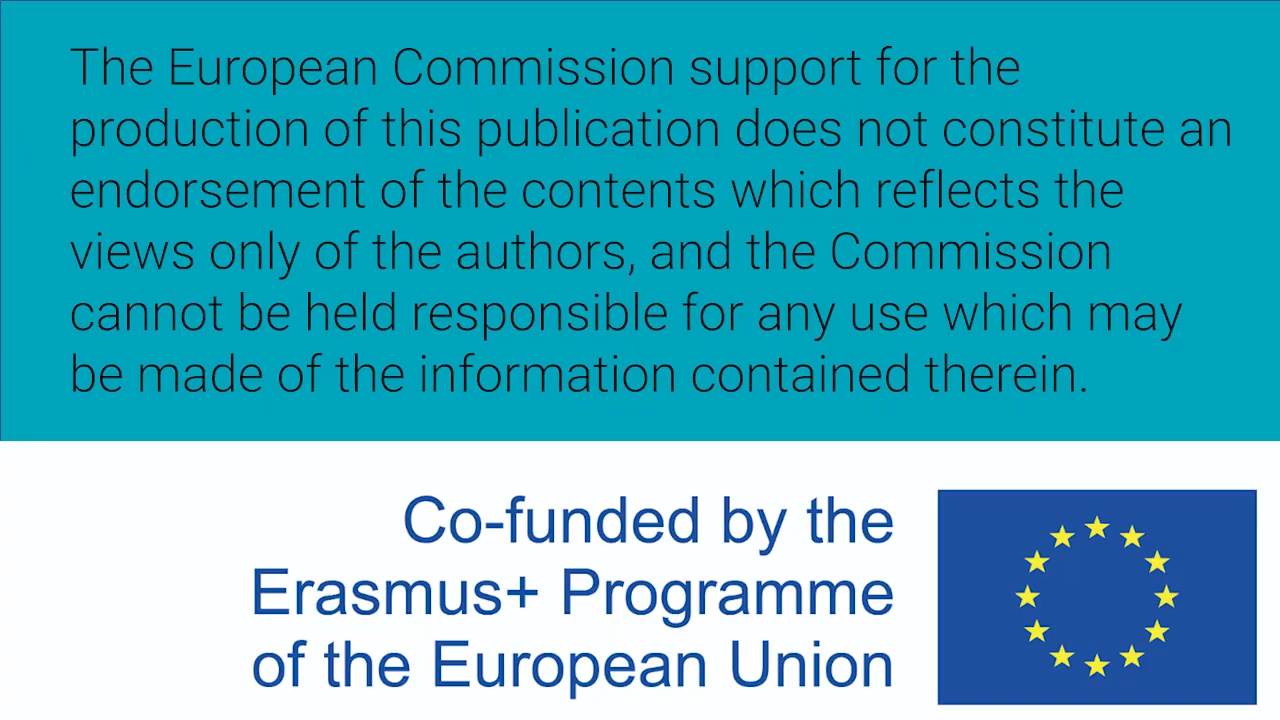 The European Commission support for the
production of this publication does not constitute an
endorsement of the contents which reflects the
views only of the authors, and the Commission
cannot be held responsible for any use which may
be made of the information contained therein.
Co-funded by the
Erasmus+ Programme
of the European Union